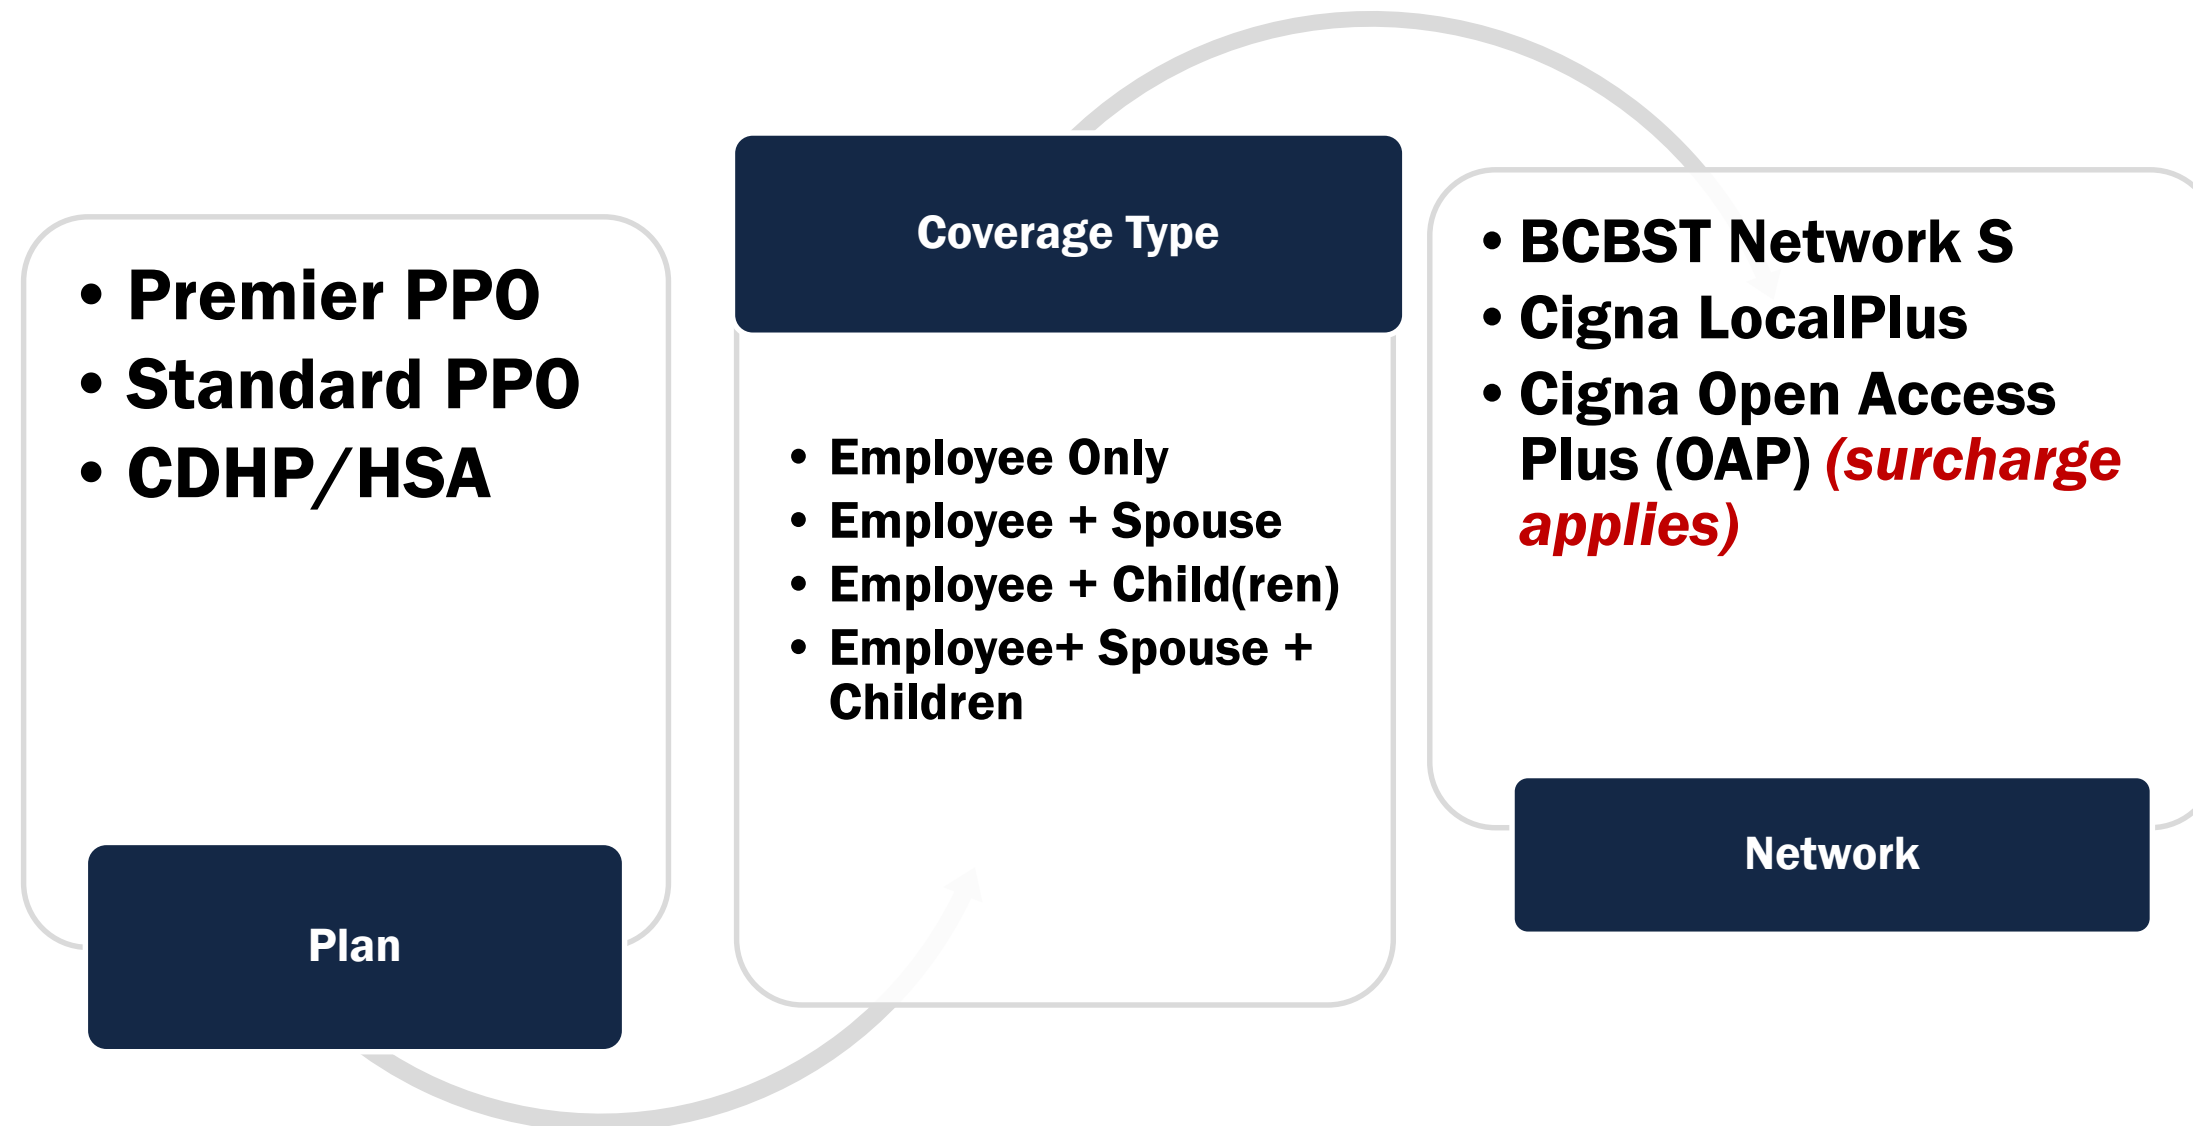 • Premier PPO
• Standard PPO
• CDHP/HSA
Plan
Coverage Type
• Employee Only
• Employee + Spouse
• Employee + Child(ren)
• Employee+ Spouse +
Children
• BCBST Network S
• Cigna LocalPlus
• Cigna Open Access
Plus (OAP) (surcharge
applies)
Network